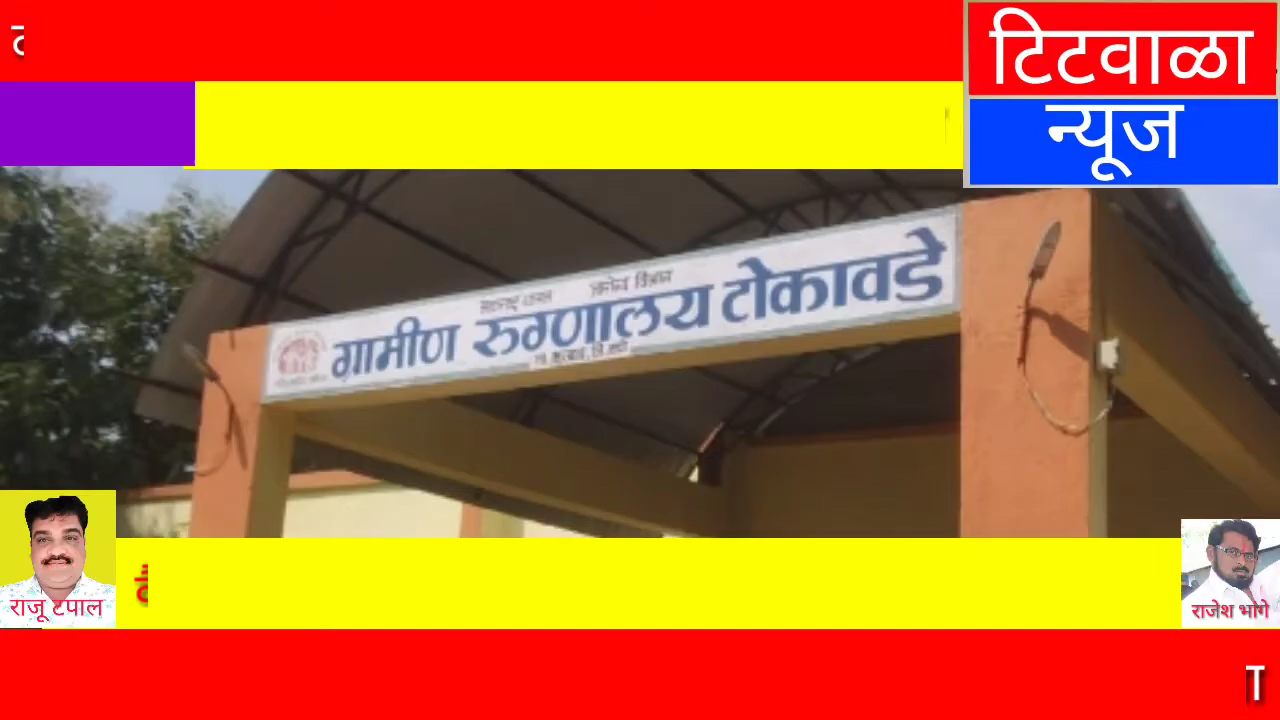 टिटवाळा
न्यूज
ग्रामीण रुग्णालय टोकावडे
राजू टपाल
राजेश भागे